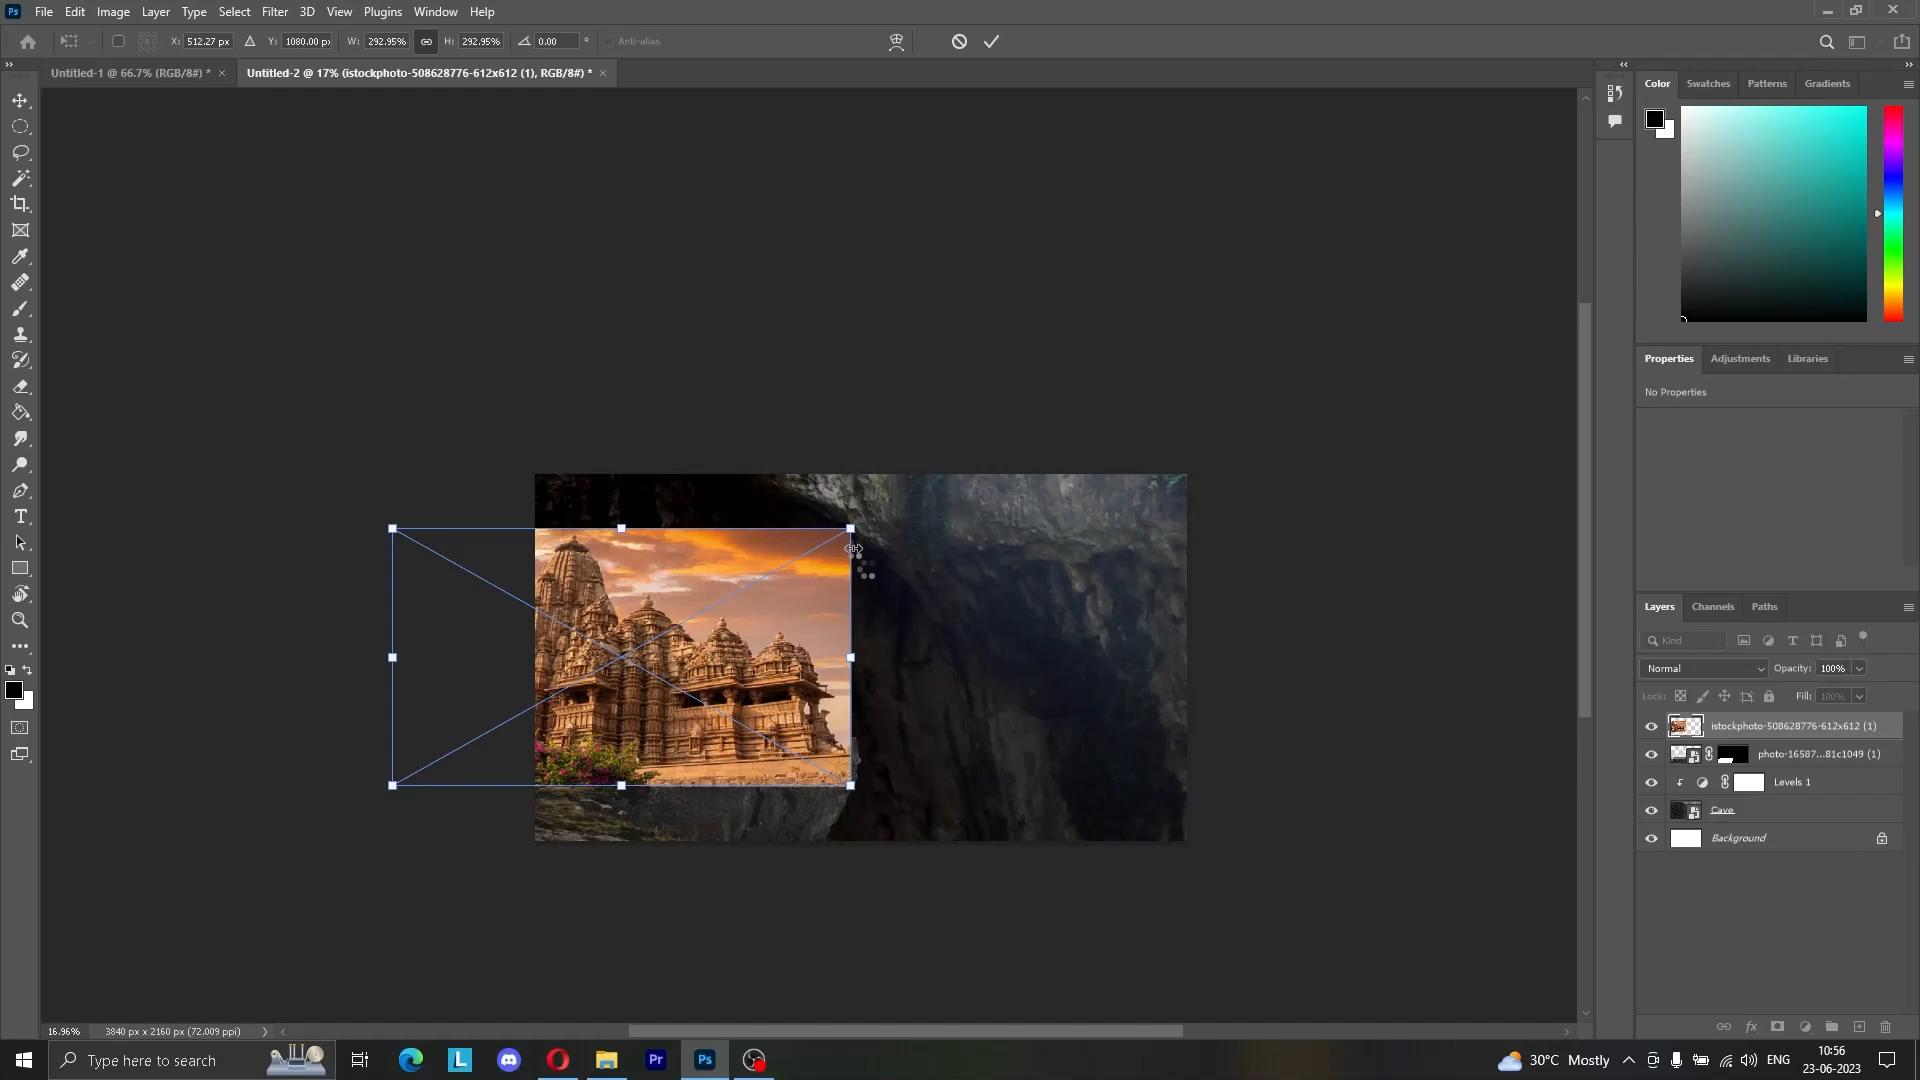 Ps File Edit Image Layer Type Select Filter 3D View Plugins Window Help
X: 512.27 px Y: 1080.00 px W: 292.95% H: 292.95% 0.00 ° Anti-alias
Untitled-1 @ 66.7% (RGB/8#) * × Untitled-2 @ 17% (istockphoto-508628776-612x612 (1), RGB/8#) * ×
Color Swatches Patterns Gradients
Properties Adjustments Libraries
No Properties
Layers Channels Paths
Kind
Normal Opacity: 100%
Lock: Fill: 100%
istockphoto-508628776-612x612 (1)
photo-16587...81c1049 (1)
Levels 1
Cave
Background
fx
16.96% 3840 px x 2160 px (72.009 ppi)
Type here to search L Pr Ps 30°C Mostly ENG 10:56
23-06-2023